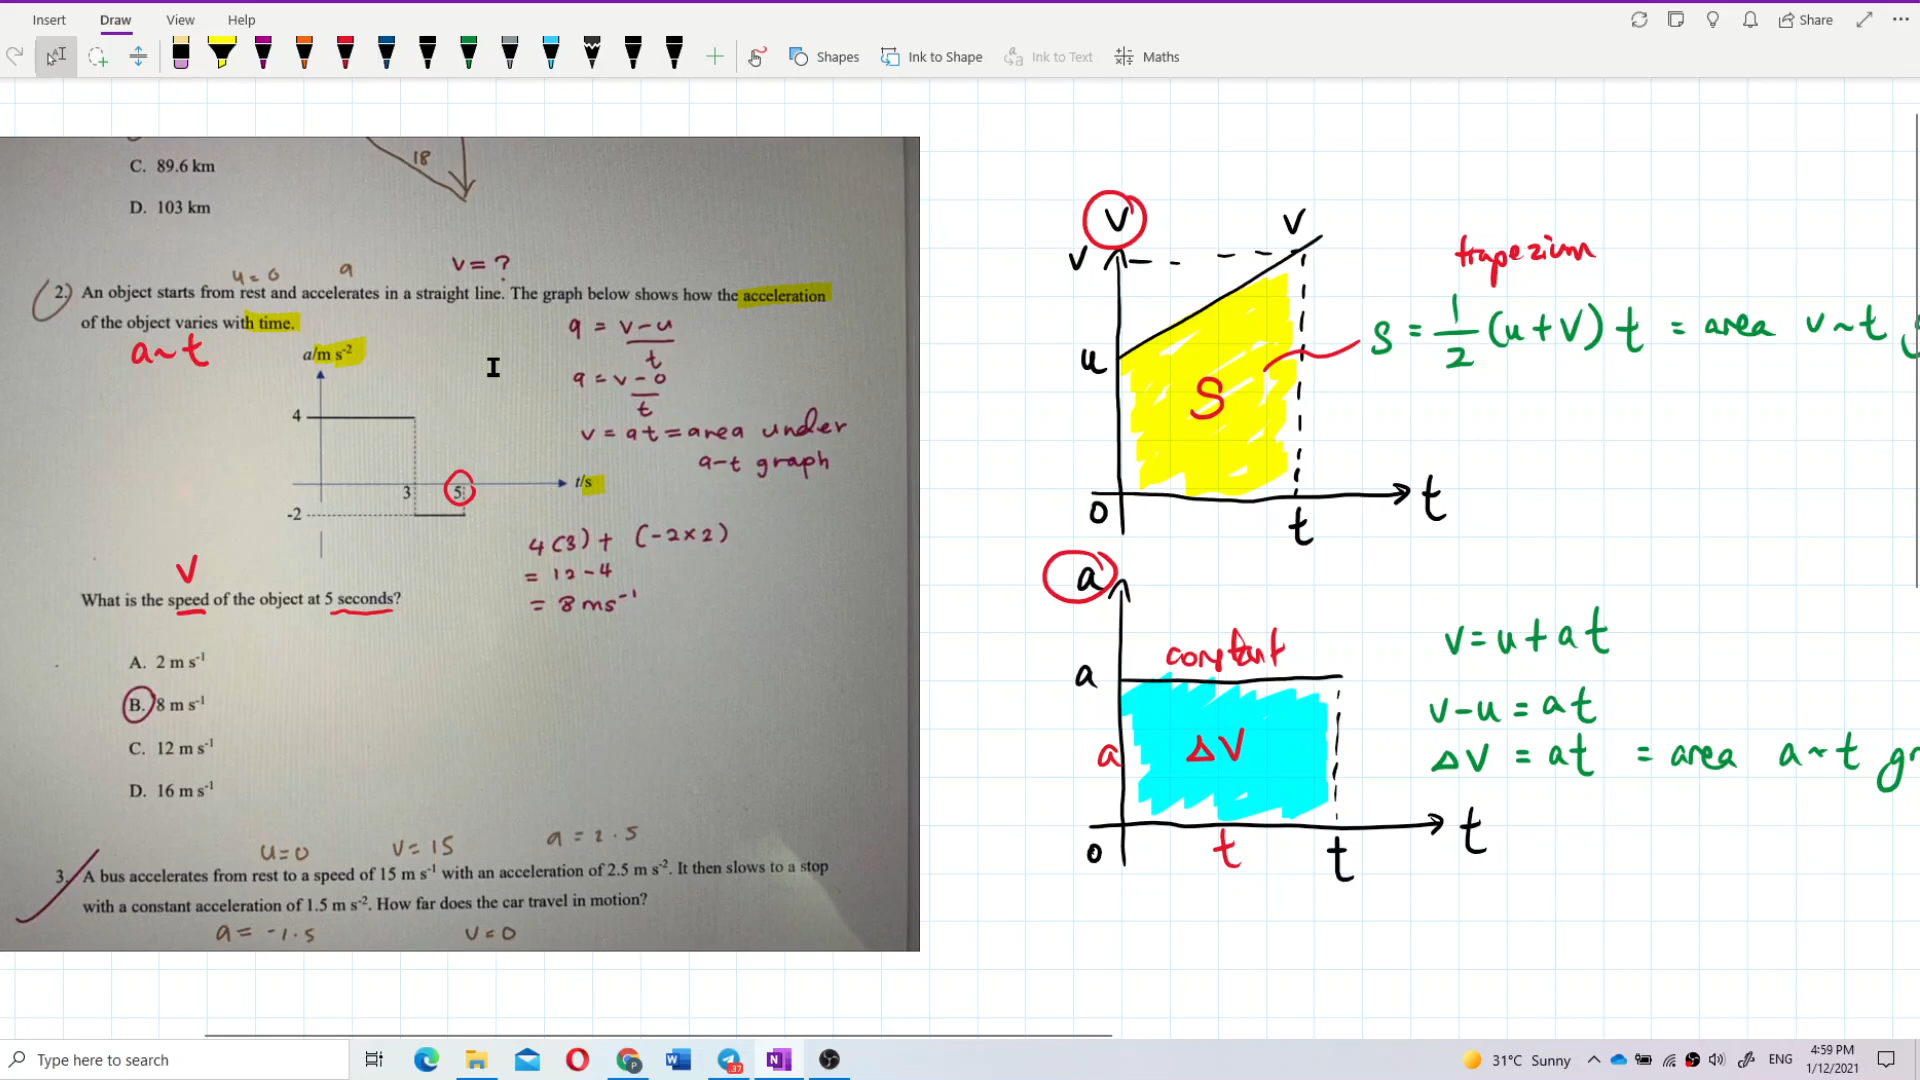 Insert Draw View Help
Share
Shapes Ink to Shape Ink to Text Maths
C. 89.6 km
18
D. 103 km
u=0 a v=?
2. An object starts from rest and accelerates in a straight line. The graph below shows how the acceleration
of the object varies with time.
a~t
a/m s⁻²
4
3
5
t/s
-2
a = v-u
t
a = v-0
t
v = at = area under
a-t graph
4(3)+ (-2×2)
= 12-4
= 8 ms⁻¹
V
What is the speed of the object at 5 seconds?
A. 2 m s⁻¹
B. 8 m s⁻¹
C. 12 m s⁻¹
D. 16 m s⁻¹
u=0 v=15 a=2.5
3. A bus accelerates from rest to a speed of 15 m s⁻¹ with an acceleration of 2.5 m s⁻². It then slows to a stop
with a constant acceleration of 1.5 m s⁻². How far does the car travel in motion?
a=-1.5 v=0
V
V
V
u
S
0
t
t
trapezium
S = 1/2 (u+v) t = area v~t
a
constant
a
a
ΔV
0
t
t
t
v=u+at
v-u=at
ΔV = at = area a~t gr
Type here to search
37
31°C Sunny
ENG
4:59 PM
1/12/2021